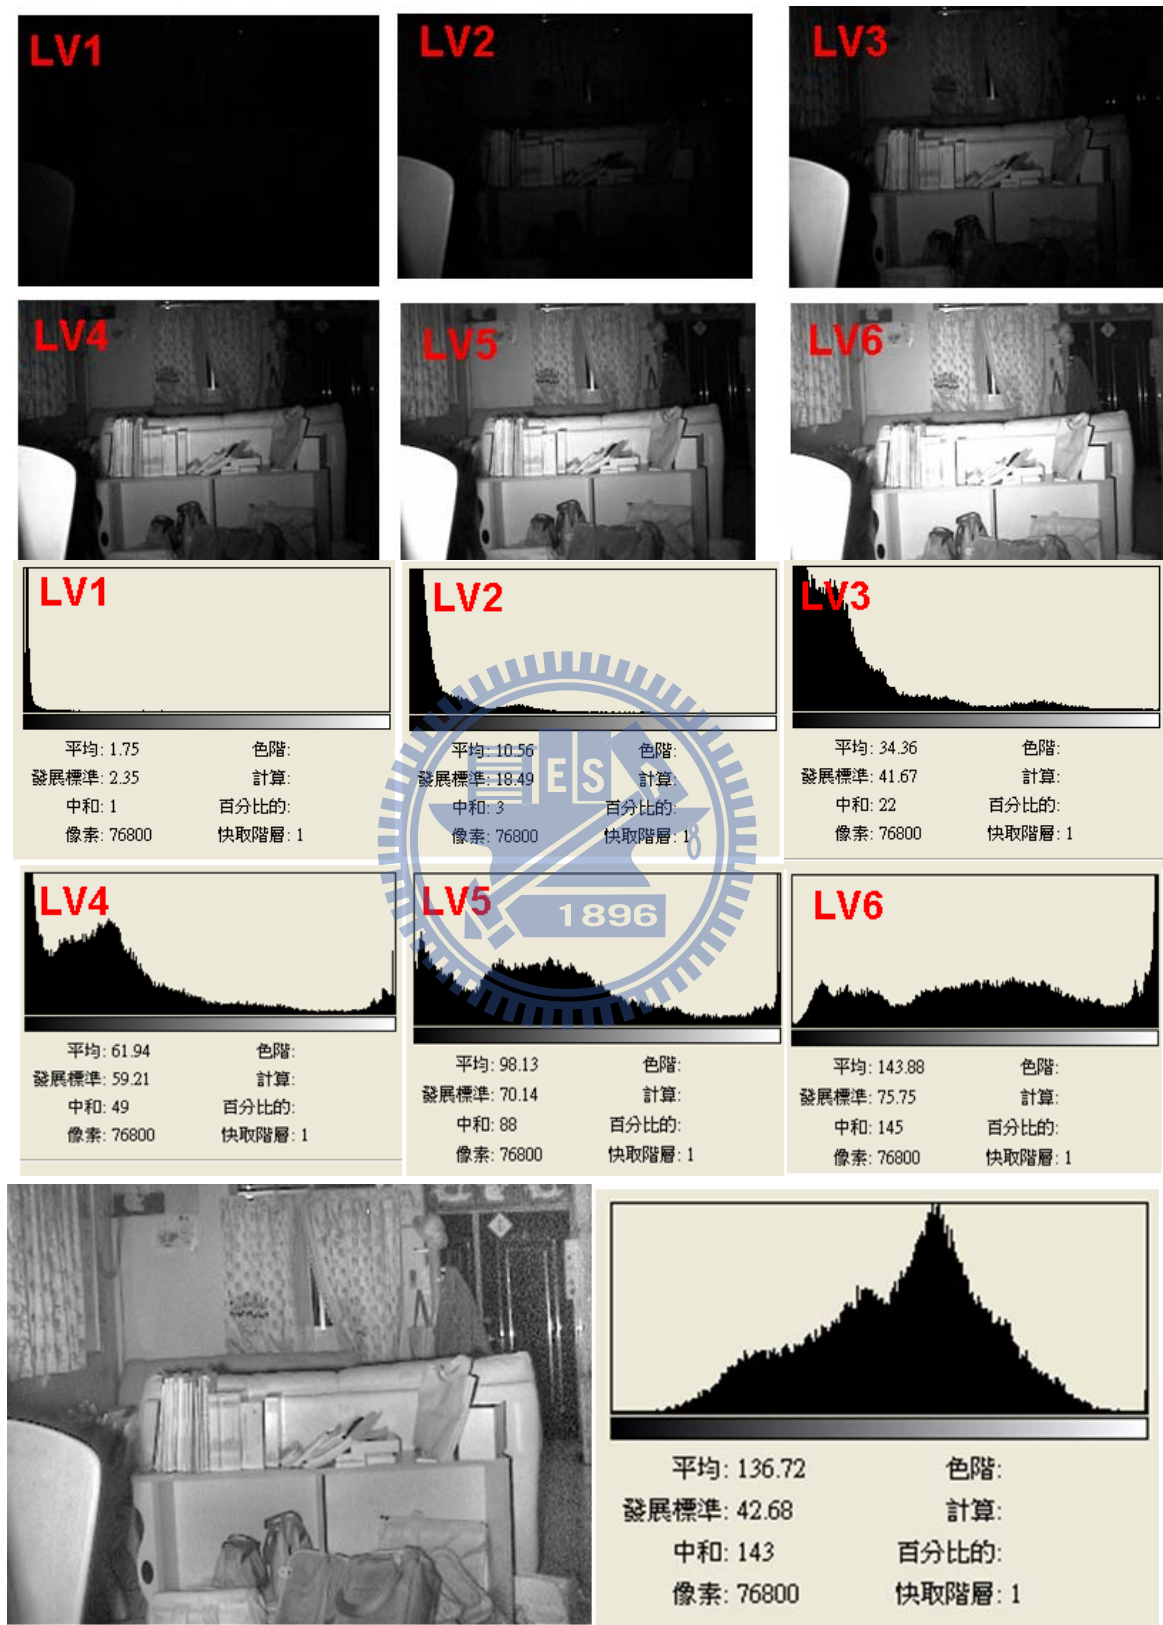 LV1
LV2
LV3
LV4
LV5
LV6
LV1
平均: 1.75 色階:
發展標準: 2.35 計算:
中和: 1 百分比的:
像素: 76800 快取階層: 1
LV2
平均: 10.56 色階:
發展標準: 18.49 計算:
中和: 3 百分比的:
像素: 76800 快取階層: 1
LV3
平均: 34.36 色階:
發展標準: 41.67 計算:
中和: 22 百分比的:
像素: 76800 快取階層: 1
ES
1896
LV4
平均: 61.94 色階:
發展標準: 59.21 計算:
中和: 49 百分比的:
像素: 76800 快取階層: 1
LV5
平均: 98.13 色階:
發展標準: 70.14 計算:
中和: 88 百分比的:
像素: 76800 快取階層: 1
LV6
平均: 143.88 色階:
發展標準: 75.75 計算:
中和: 145 百分比的:
像素: 76800 快取階層: 1
平均: 136.72 色階:
發展標準: 42.68 計算:
中和: 143 百分比的:
像素: 76800 快取階層: 1